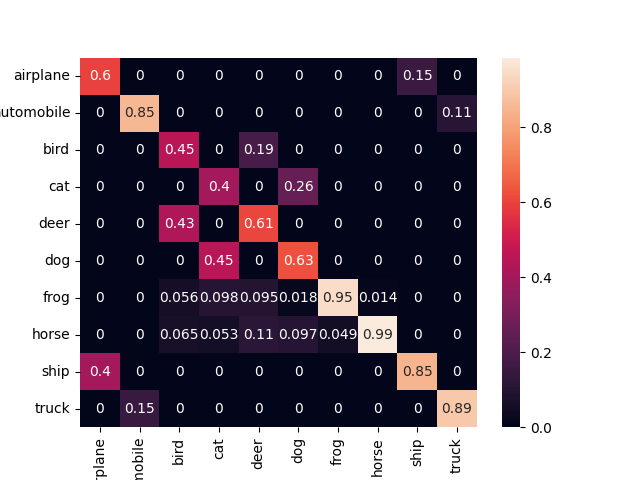 airplane 0.6 0 0 0 0 0 0 0 0.15 0
utomobile 0 0.85 0 0 0 0 0 0 0 0.11
bird 0 0 0.45 0 0.19 0 0 0 0 0
cat 0 0 0 0.4 0 0.26 0 0 0 0
deer 0 0 0.43 0 0.61 0 0 0 0 0
dog 0 0 0 0.45 0 0.63 0 0 0 0
frog 0 0 0.056 0.098 0.095 0.018 0.95 0.014 0 0
horse 0 0 0.065 0.053 0.11 0.097 0.049 0.99 0 0
ship 0.4 0 0 0 0 0 0 0 0.85 0
truck 0 0.15 0 0 0 0 0 0 0 0.89
rplane mobile bird cat deer dog frog horse ship truck
0.8
0.6
0.4
0.2
0.0